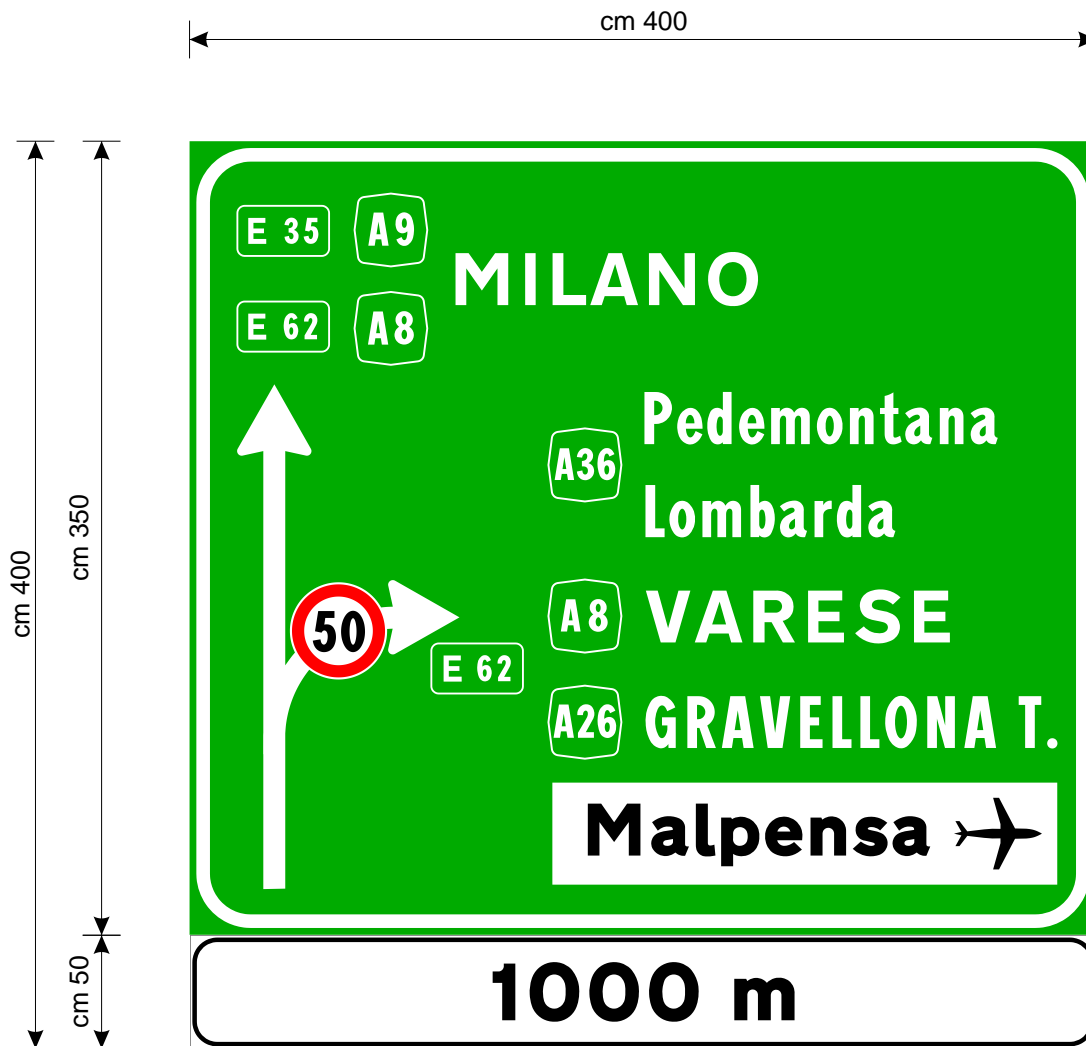 cm 400
E 35 A9
MILANO
E 62 A8
Pedemontana
A36
Lombarda
cm 350
cm 400
50
A8 VARESE
E 62
A26 GRAVELLONA T.
Malpensa
cm 50
1000 m